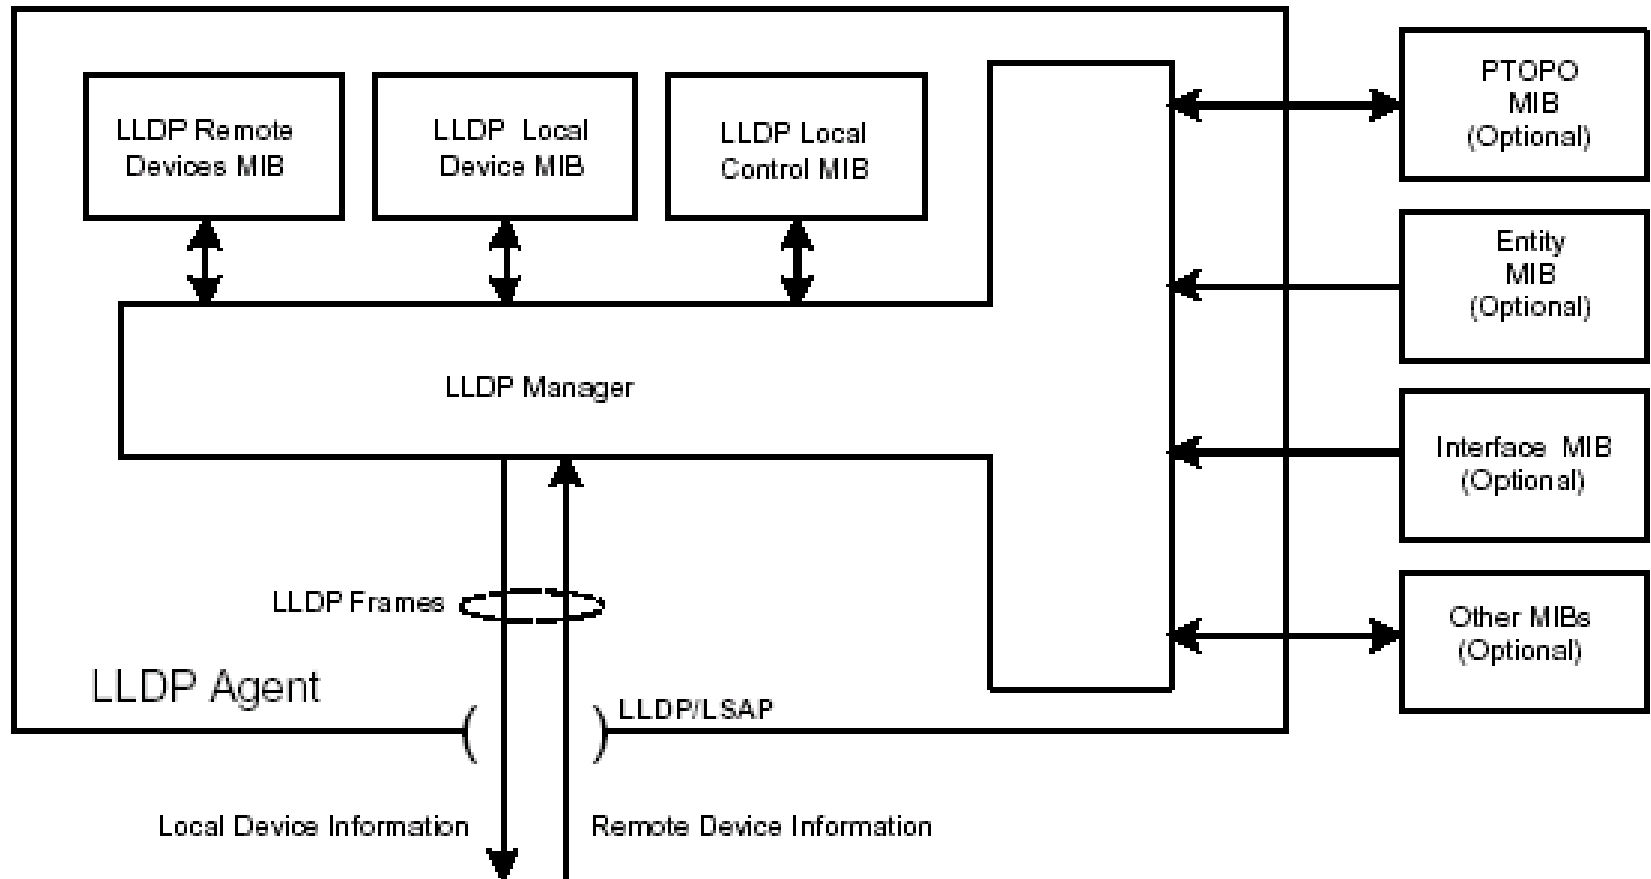 LLDP Remote
Devices MIB
LLDP Local
Device MIB
LLDP Local
Control MIB
PTOPO
MIB
(Optional)
Entity
MIB
(Optional)
LLDP Manager
Interface MIB
(Optional)
LLDP Frames
Other MIBs
(Optional)
LLDP Agent
LLDP/LSAP
Local Device Information
Remote Device Information